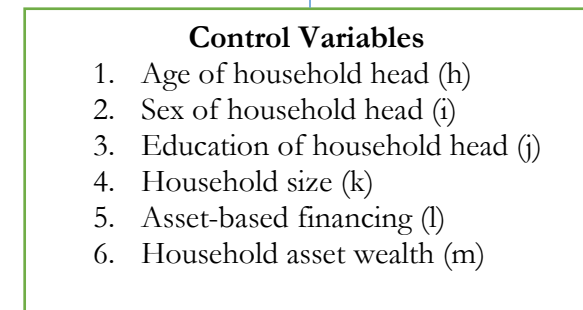 Control Variables
1. Age of household head (h)
2. Sex of household head (i)
3. Education of household head (j)
4. Household size (k)
5. Asset-based financing (l)
6. Household asset wealth (m)